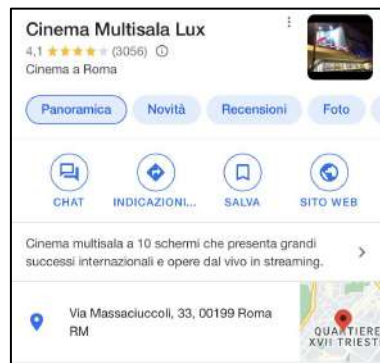 Cinema Multisala Lux
4,1 ★★★★★ (3056)
Cinema a Roma
Panoramica Novità Recensioni Foto
CHAT INDICAZIONI... SALVA SITO WEB
Cinema multisala a 10 schermi che presenta grandi
successi internazionali e opere dal vivo in streaming.
Via Massaciuccoli, 33, 00199 Roma
RM
QUARTIERE
XVII TRIESTE